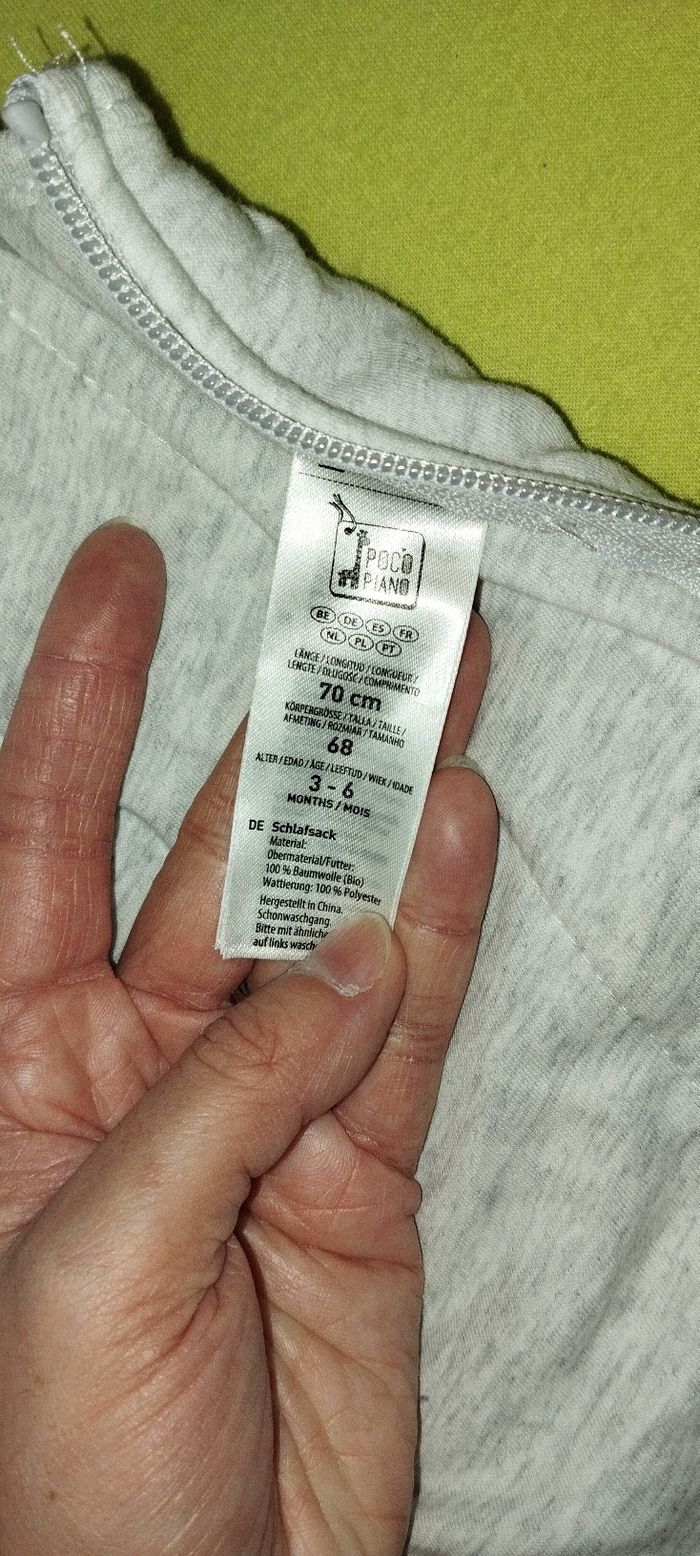 POCO
PIANO
BE DE ES FR
NL PL PT
LÄNGE / LONGITUD / LONGUEUR /
LENGTE / DŁUGOŚĆ / COMPRIMENTO
70 cm
KÖRPERGRÖSSE / TALLA / TAILLE /
AFMETING / ROZMIAR / TAMANHO
68
ALTER / EDAD / ÂGE / LEEFTIJD / WIEK / IDADE
3 - 6
MONTHS / MOIS
DE Schlafsack
Material:
Obermaterial/Futter:
100 % Baumwolle (Bio)
Wattierung: 100 % Polyester
Hergestellt in China.
Schonwaschgang.
Bitte mit ähnliche
auf links wasch